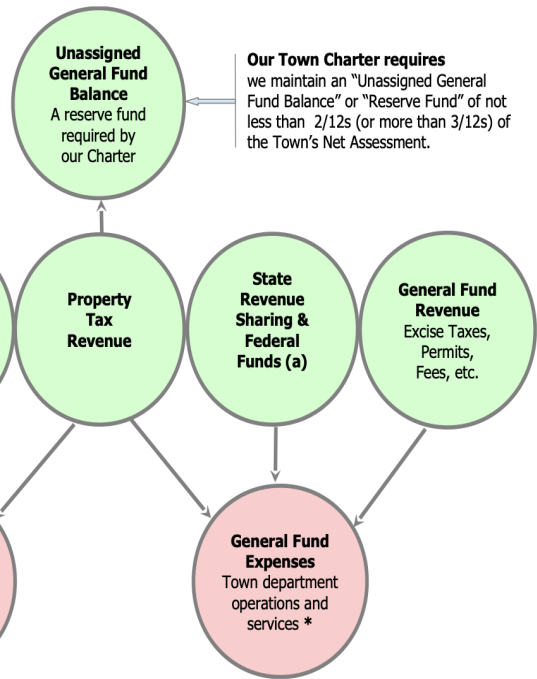 Unassigned
General Fund
Balance
A reserve fund
required by
our Charter
Our Town Charter requires
we maintain an “Unassigned General
Fund Balance” or “Reserve Fund” of not
less than 2/12s (or more than 3/12s) of
the Town’s Net Assessment.
Property
Tax
Revenue
State
Revenue
Sharing &
Federal
Funds (a)
General Fund
Revenue
Excise Taxes,
Permits,
Fees, etc.
General Fund
Expenses
Town department
operations and
services *